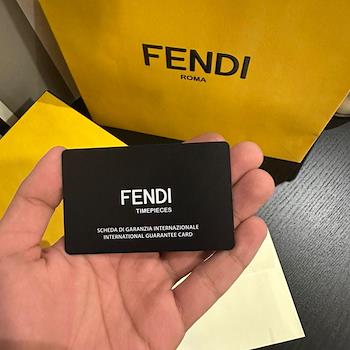 FENDI
ROMA
FENDI
TIMEPIECES
SCHEDA DI GARANZIA INTERNAZIONALE
INTERNATIONAL GUARANTEE CARD